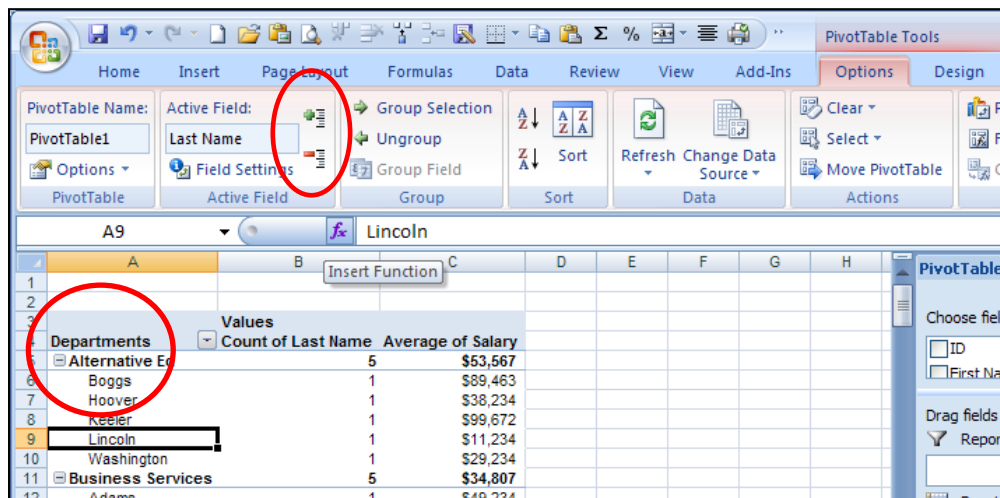 PivotTable Tools
Home Insert Page Layout Formulas Data Review View Add-Ins Options Design
PivotTable Name: Active Field: Group Selection Clear
PivotTable1 Last Name Ungroup Sort Refresh Change Data Source Select
Options Field Settings Group Field Move PivotTable
PivotTable Active Field Group Sort Data Actions
A9 fx Lincoln
Insert Function
A B C D E F G H
PivotTable
1
2
3 Values
4 Departments Count of Last Name Average of Salary
5 Alternative Ed 5 $53,567
6 Boggs 1 $89,463
7 Hoover 1 $38,234
8 Keeler 1 $99,672
9 Lincoln 1 $11,234
10 Washington 1 $29,234
11 Business Services 5 $34,807
12 Adams 1 $49,234
Choose fiel
ID
First Na
Drag fields
Repor